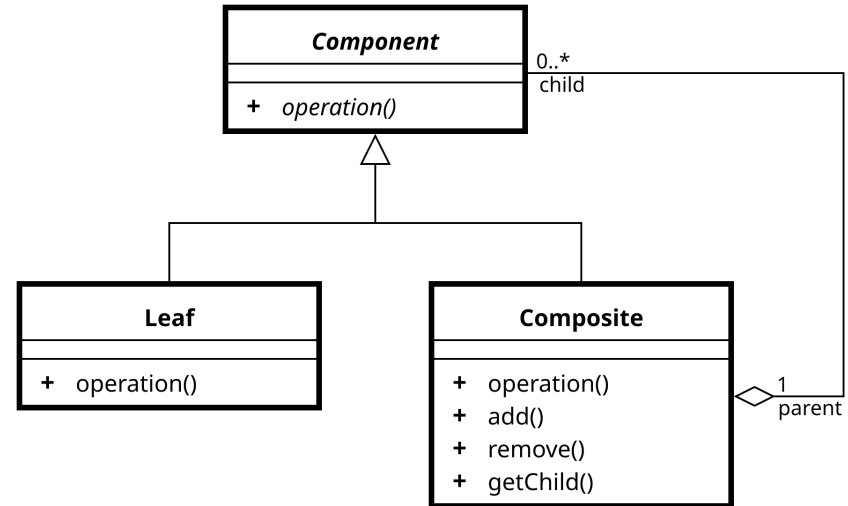 Component
+ operation()
0..*
child
Leaf
+ operation()
Composite
+ operation()
+ add()
+ remove()
+ getChild()
1
parent